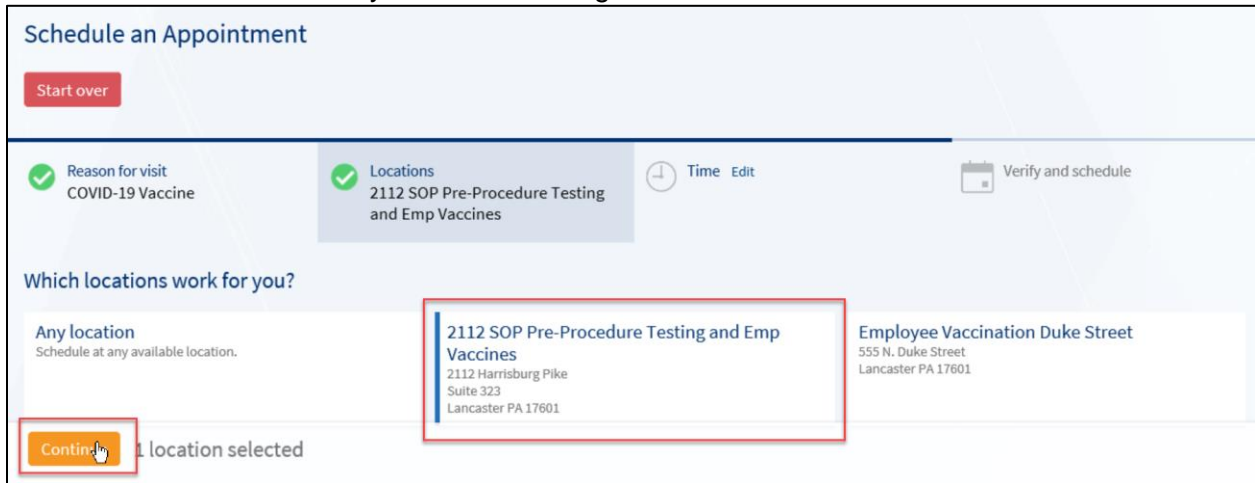 Schedule an Appointment
Start over
Reason for visit
COVID-19 Vaccine
Locations
2112 SOP Pre-Procedure Testing
and Emp Vaccines
Time Edit
Verify and schedule
Which locations work for you?
Any location
Schedule at any available location.
2112 SOP Pre-Procedure Testing and Emp
Vaccines
2112 Harrisburg Pike
Suite 323
Lancaster PA 17601
Employee Vaccination Duke Street
555 N. Duke Street
Lancaster PA 17601
1 location selected